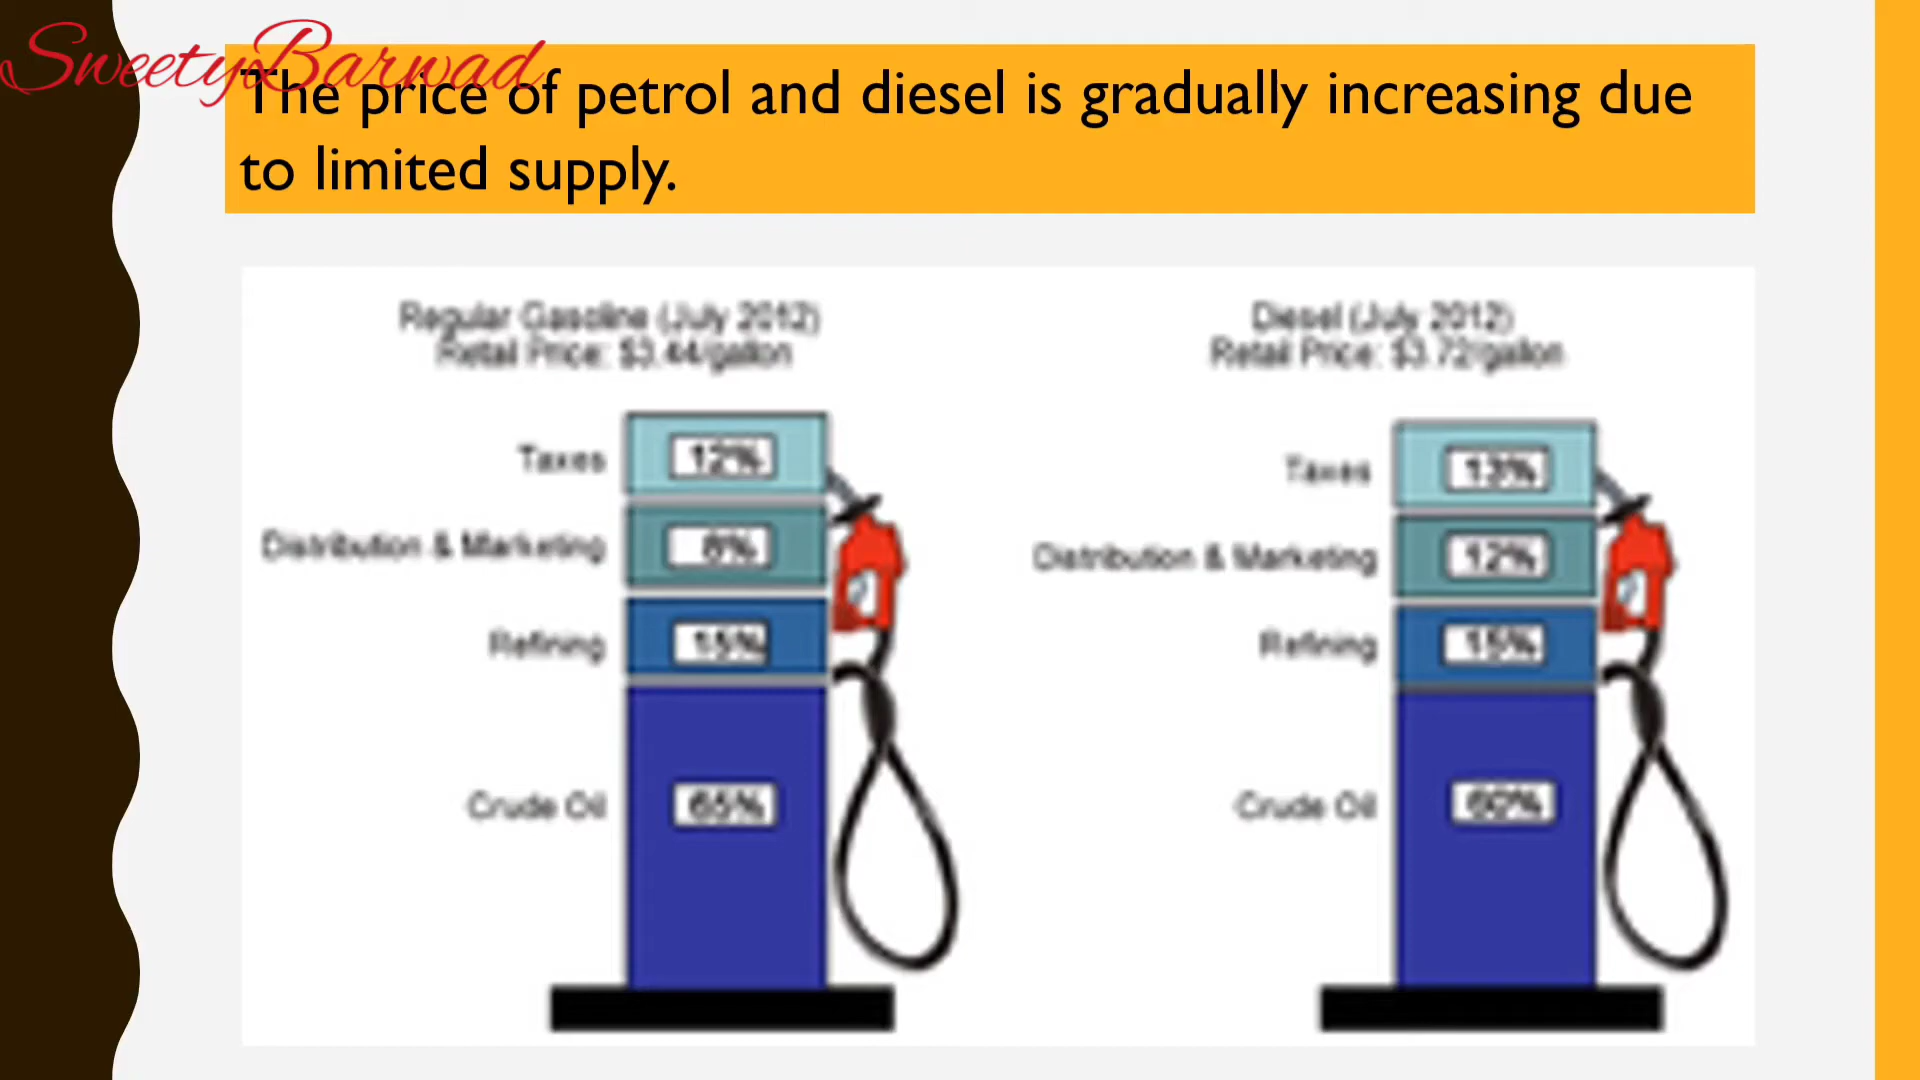 SweetyBarwad
The price of petrol and diesel is gradually increasing due
to limited supply.
Regular Gasoline (July 2012)
Retail Price: $3.44/gallon
Taxes
12%
Distribution & Marketing
8%
Refining
15%
Crude Oil
65%
Diesel (July 2012)
Retail Price: $3.72/gallon
Taxes
13%
Distribution & Marketing
12%
Refining
15%
Crude Oil
60%